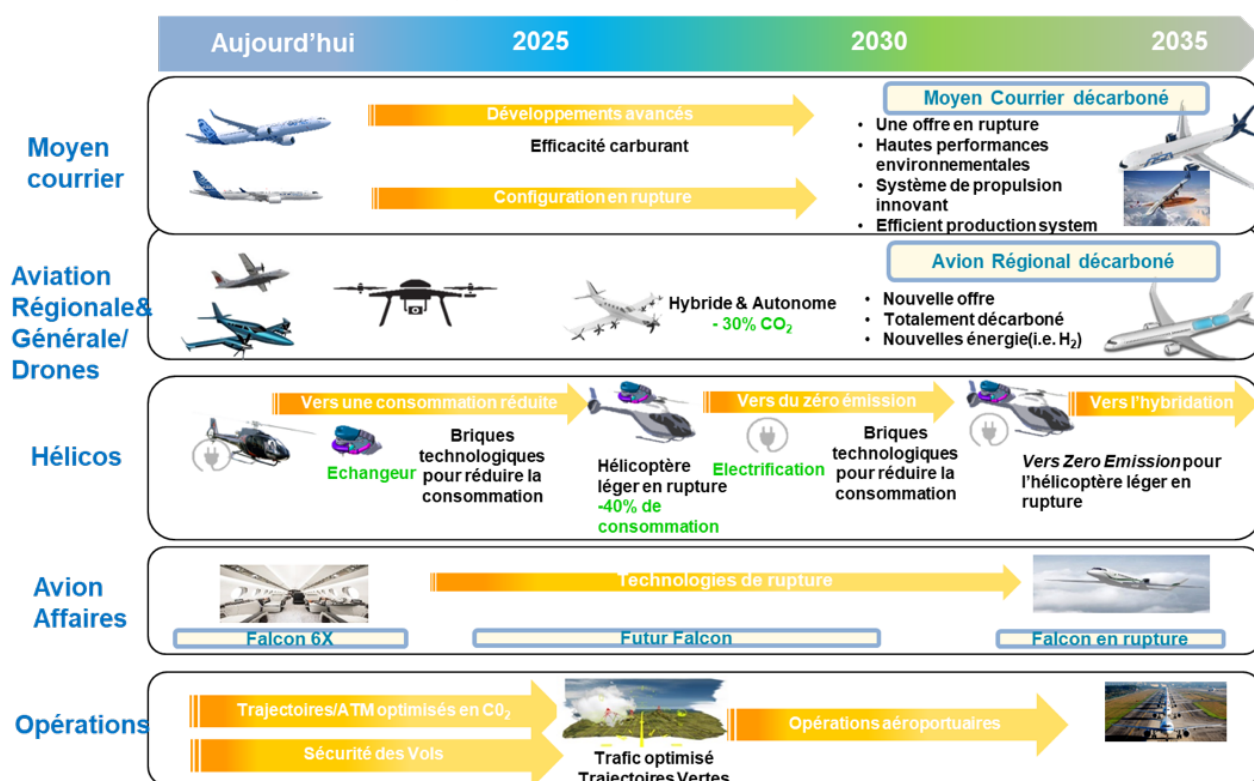 Aujourd'hui
2025
2030
2035
Moyen
courrier
Développements avancés
Efficacité carburant
Configuration en rupture
Moyen Courrier décarboné
• Une offre en rupture
• Hautes performances
environnementales
• Système de propulsion
innovant
• Efficient production system
Aviation
Régionale&
Générale/
Drones
Hybride & Autonome
- 30% CO₂
Avion Régional décarboné
• Nouvelle offre
• Totalement décarboné
• Nouvelles énergie(i.e. H₂)
Hélicos
Vers une consommation réduite
Echangeur
Briques
technologiques
pour réduire la
consommation
Hélicoptère
léger en rupture
-40% de
consommation
Vers du zéro émission
Electrification
Briques
technologiques
pour réduire la
consommation
Vers l'hybridation
Vers Zero Emission pour
l'hélicoptère léger en
rupture
Avion
Affaires
Technologies de rupture
Falcon 6X
Futur Falcon
Falcon en rupture
Opérations
Trajectoires/ATM optimisés en C0₂
Sécurité des Vols
Trafic optimisé
Trajectoires Vertes
Opérations aéroportuaires